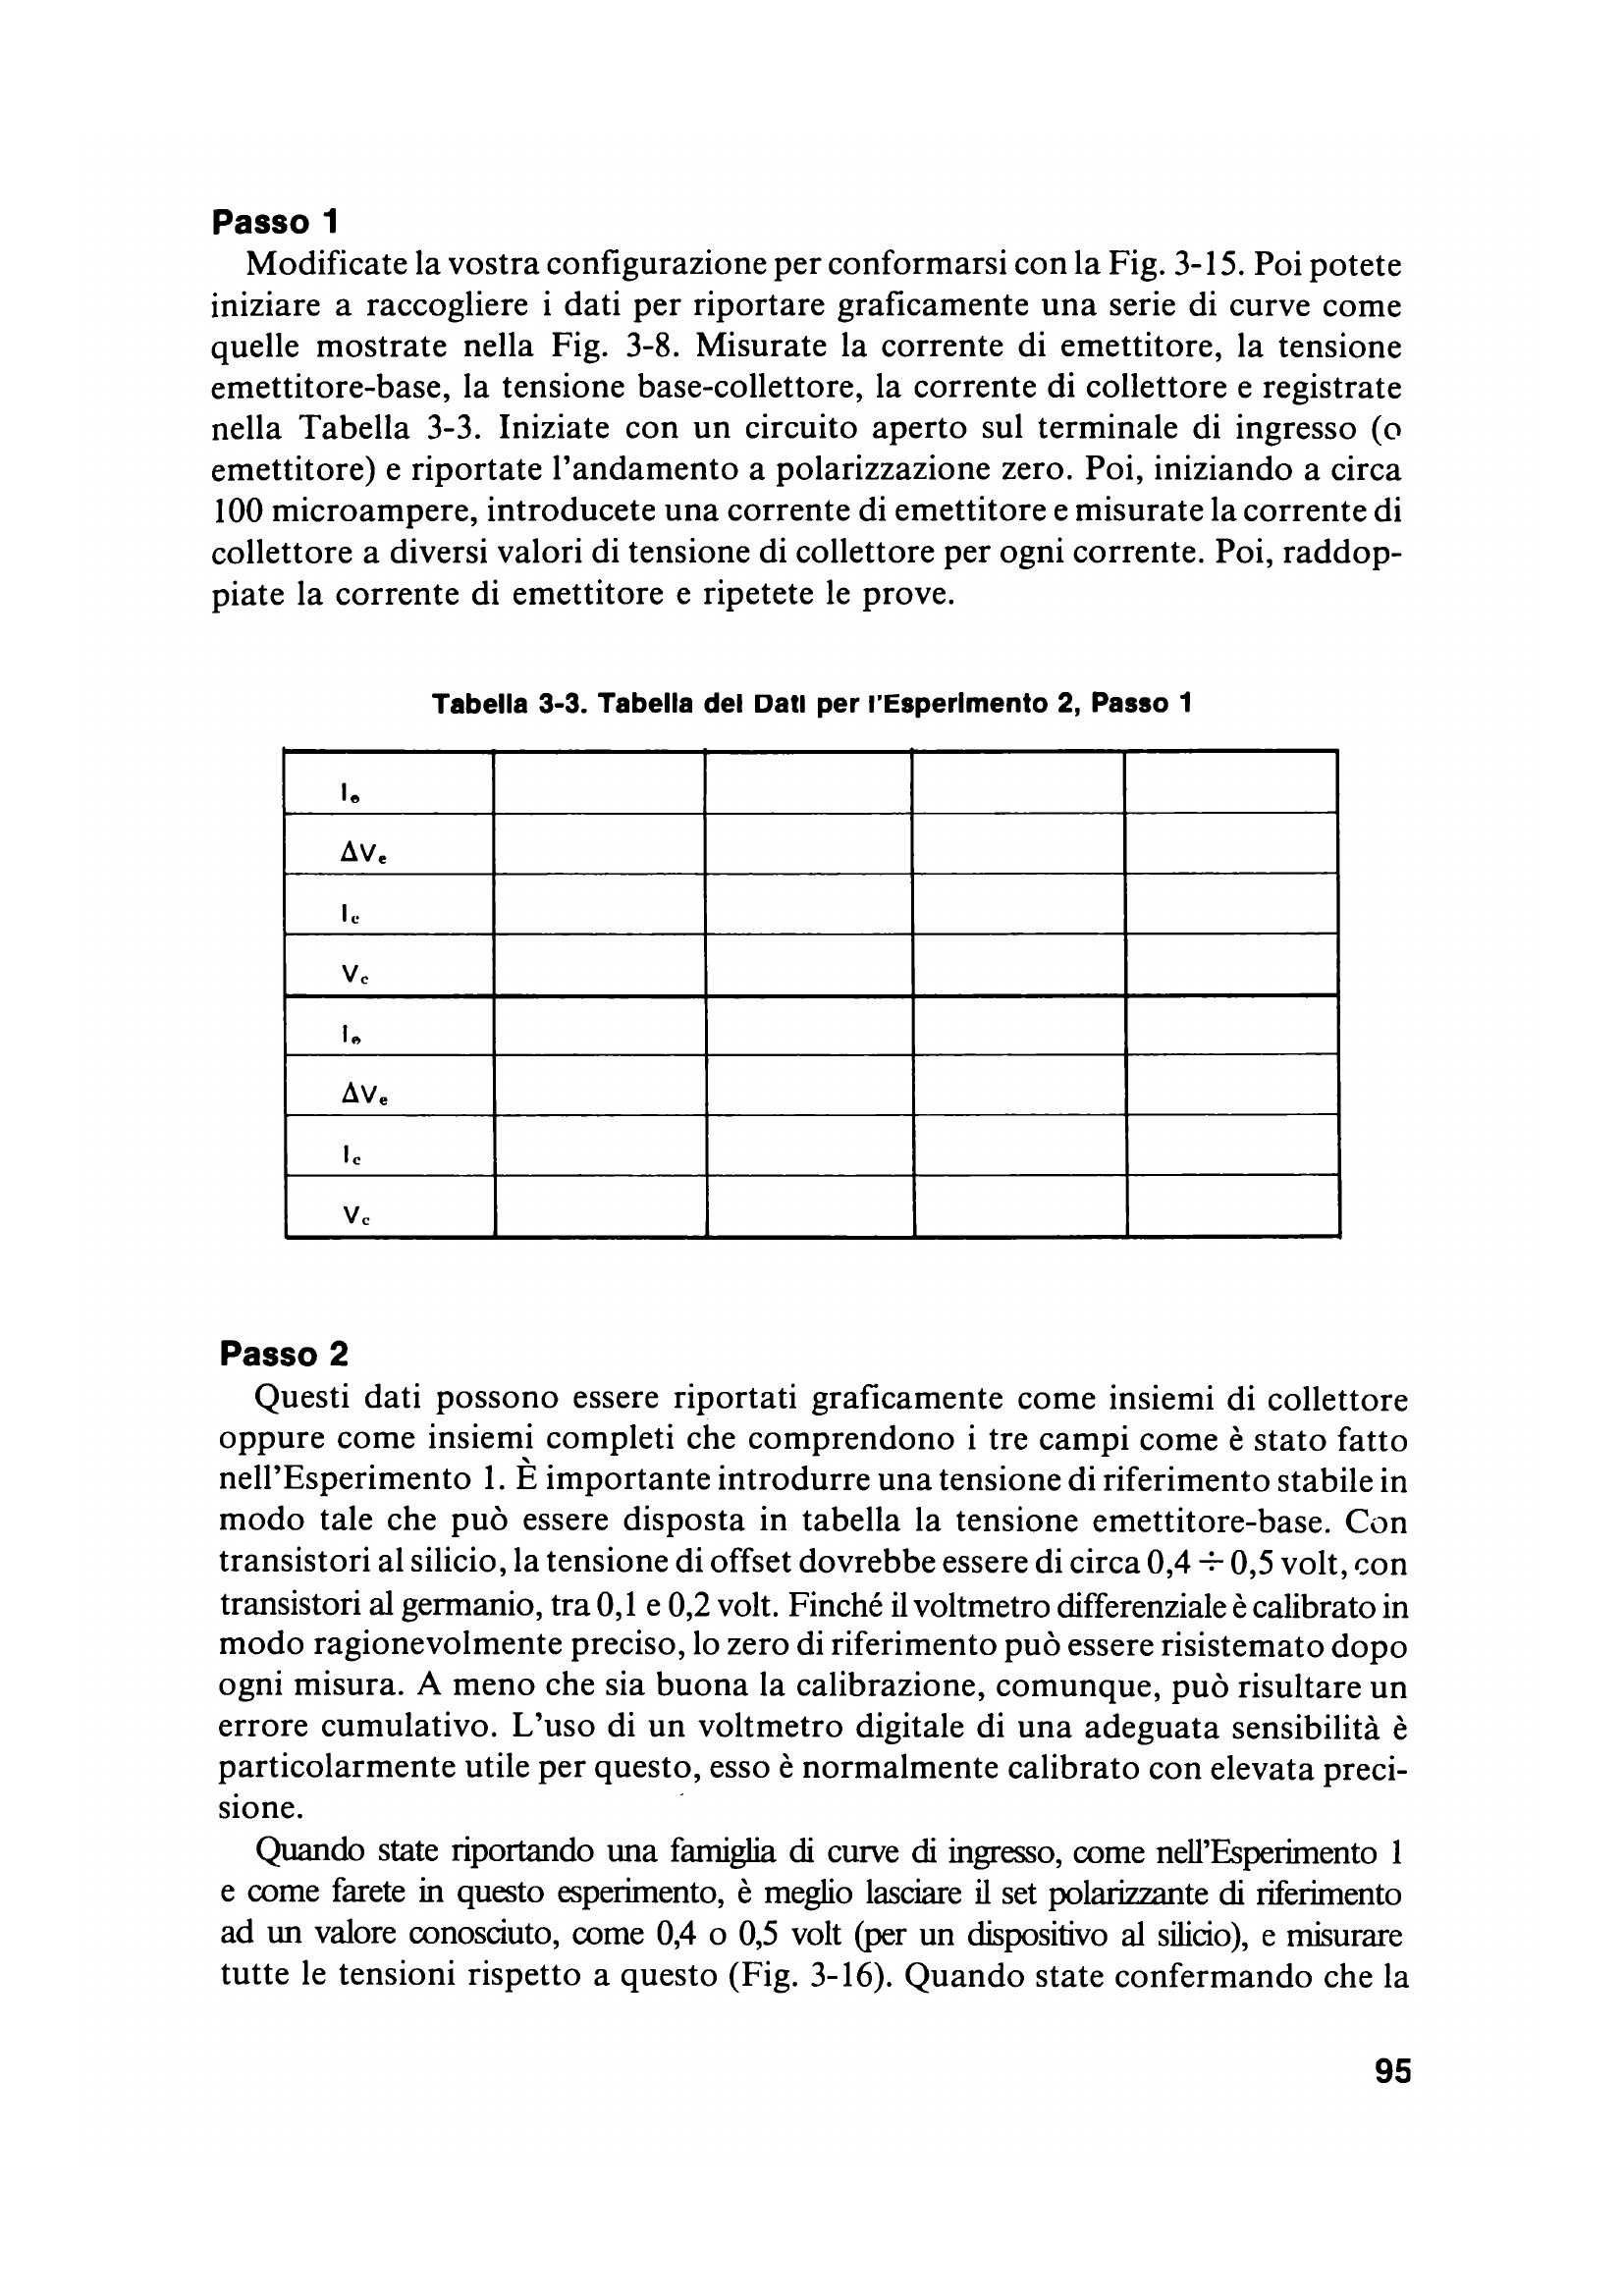 Passo 1
Modificate la vostra configurazione per conformarsi con la Fig. 3-15. Poi potete
iniziare a raccogliere i dati per riportare graficamente una serie di curve come
quelle mostrate nella Fig. 3-8. Misurate la corrente di emettitore, la tensione
emettitore-base, la tensione base-collettore, la corrente di collettore e registrate
nella Tabella 3-3. Iniziate con un circuito aperto sul terminale di ingresso (o
emettitore) e riportate l'andamento a polarizzazione zero. Poi, iniziando a circa
100 microampere, introducete una corrente di emettitore e misurate la corrente di
collettore a diversi valori di tensione di collettore per ogni corrente. Poi, raddop-
piate la corrente di emettitore e ripetete le prove.
Tabella 3-3. Tabella dei Dati per l'Esperimento 2, Passo 1
Ie
ΔVe
Ic
Vc
Ie
ΔVe
Ic
Vc
Passo 2
Questi dati possono essere riportati graficamente come insiemi di collettore
oppure come insiemi completi che comprendono i tre campi come è stato fatto
nell'Esperimento 1. È importante introdurre una tensione di riferimento stabile in
modo tale che può essere disposta in tabella la tensione emettitore-base. Con
transistori al silicio, la tensione di offset dovrebbe essere di circa 0,4 ÷ 0,5 volt, con
transistori al germanio, tra 0,1 e 0,2 volt. Finché il voltmetro differenziale è calibrato in
modo ragionevolmente preciso, lo zero di riferimento può essere risistemato dopo
ogni misura. A meno che sia buona la calibrazione, comunque, può risultare un
errore cumulativo. L'uso di un voltmetro digitale di una adeguata sensibilità è
particolarmente utile per questo, esso è normalmente calibrato con elevata preci-
sione.
Quando state riportando una famiglia di curve di ingresso, come nell'Esperimento 1
e come farete in questo esperimento, è meglio lasciare il set polarizzante di riferimento
ad un valore conosciuto, come 0,4 o 0,5 volt (per un dispositivo al silicio), e misurare
tutte le tensioni rispetto a questo (Fig. 3-16). Quando state confermando che la
95